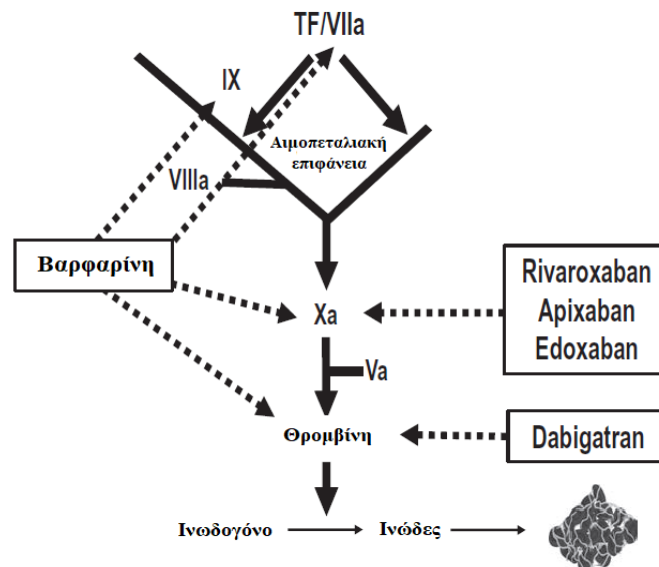 TF/VIIa
IX
Αιμοπεταλιακή
επιφάνεια
VIIIa
Βαρφαρίνη
Rivaroxaban
Apixaban
Edoxaban
Xa
Va
Θρομβίνη
Dabigatran
Ινωδογόνο
Ινώδες